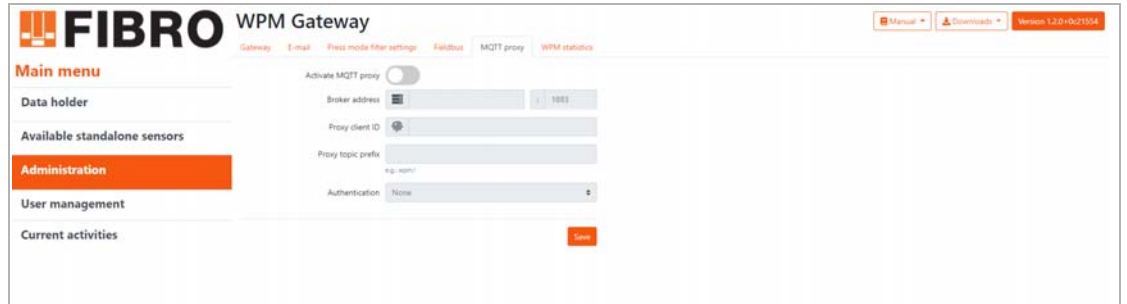 FIBRO
WPM Gateway
Manual
Downloads
Version 1.2.0+0c21554
Gateway
E-mail
Press mode filter settings
Fieldbus
MQTT proxy
WPM statistics
Main menu
Data holder
Available standalone sensors
Administration
User management
Current activities
Activate MQTT proxy
Broker address
: 1883
Proxy client ID
Proxy topic prefix
e.g.: wpm/
Authentication None
Save